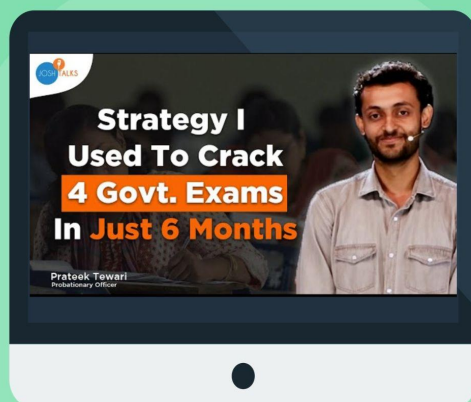 JOSH TALKS
Strategy I
Used To Crack
4 Govt. Exams
In Just 6 Months
Prateek Tewari
Probationary Officer